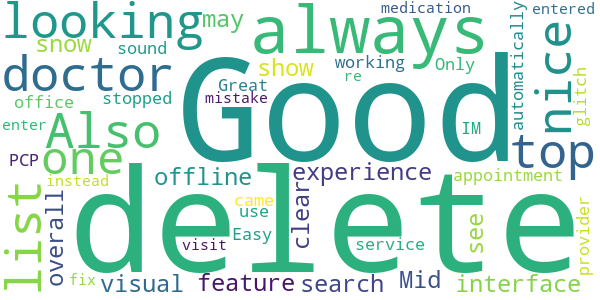 looking
may
always
medication
entered
snow
sound
Good
show
working
Only
automatically
nice
glitch
doctor
Great
re
office
stopped
mistake
IM
top
enter
Also
one
PCP
delete
offline
experience
appointment
instead
list
overall
came
use
clear
Easy
see
provider
visit
service
fix
visual
feature
search
Mid
interface